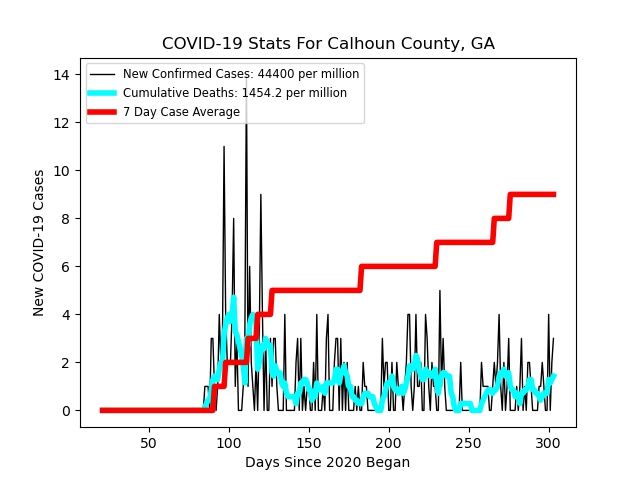 COVID-19 Stats For Calhoun County, GA
New Confirmed Cases: 44400 per million
Cumulative Deaths: 1454.2 per million
7 Day Case Average
New COVID-19 Cases
14
12
10
8
6
4
2
0
50
100
150
200
250
300
Days Since 2020 Began